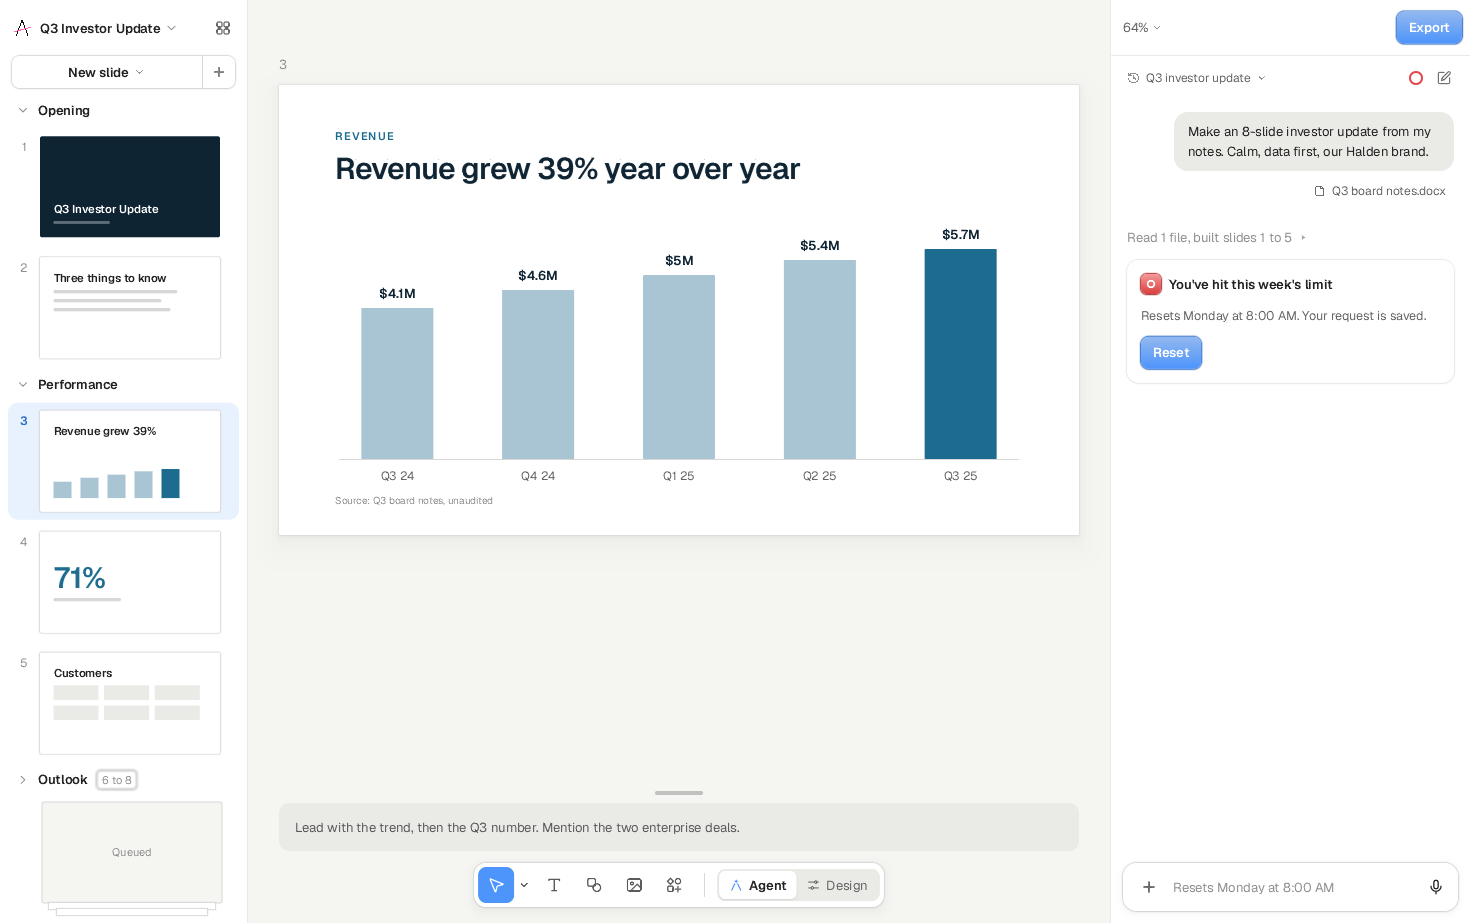 Q3 Investor Update
New slide
Opening
1
Q3 Investor Update
2
Three things to know
Performance
3
Revenue grew 39%
4
71%
5
Customers
Outlook
6 to 8
Queued
3
REVENUE
Revenue grew 39% year over year
$4.1M
$4.6M
$5M
$5.4M
$5.7M
Q3 24
Q4 24
Q1 25
Q2 25
Q3 25
Source: Q3 board notes, unaudited
Lead with the trend, then the Q3 number. Mention the two enterprise deals.
Agent
Design
64%
Export
Q3 investor update
Make an 8-slide investor update from my
notes. Calm, data first, our Halden brand.
Q3 board notes.docx
Read 1 file, built slides 1 to 5
You've hit this week's limit
Resets Monday at 8:00 AM. Your request is saved.
Reset
Resets Monday at 8:00 AM